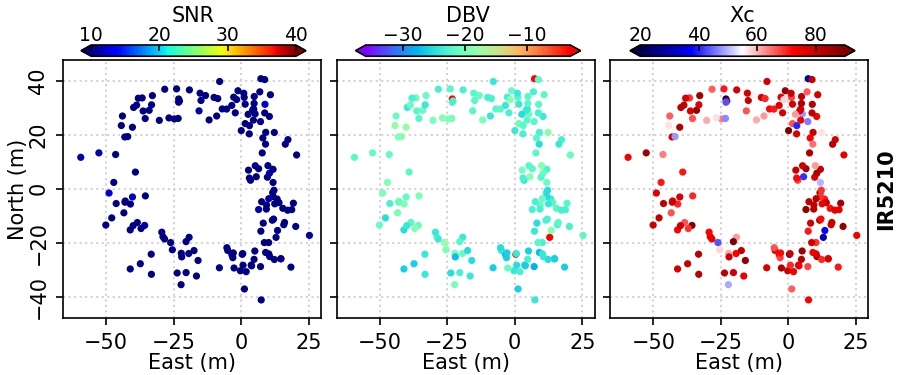 SNR DBV Xc
10 20 30 40 −30 −20 −10 20 40 60 80
40
20
0
−20
−40
North (m)
IR5210
−50 −25 0 25 −50 −25 0 25 −50 −25 0 25
East (m) East (m) East (m)